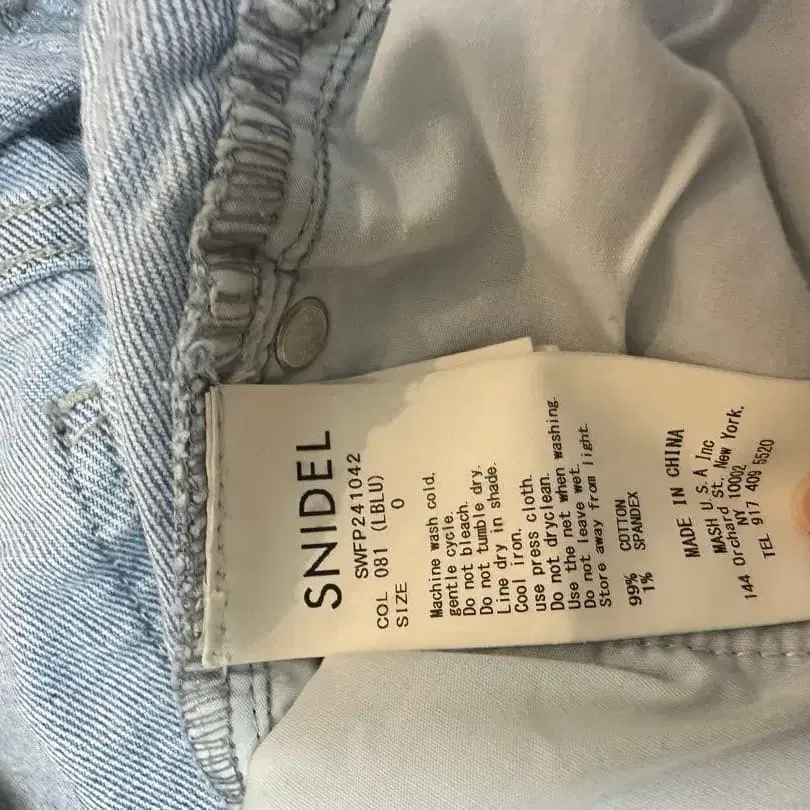 SNIDEL
SWFP241042
COL 081 (LBLU)
SIZE 0
Machine wash cold,
gentle cycle.
Do not bleach.
Do not tumble dry.
Line dry in shade.
Cool iron.
use press cloth.
Do not dryclean.
Use the net when washing.
Do not leave wet.
Store away from light.
99% COTTON
1% SPANDEX
MADE IN CHINA
MASH U.S.A Inc
144 Orchard St. New York,
NY 10002
TEL 917 409 5520